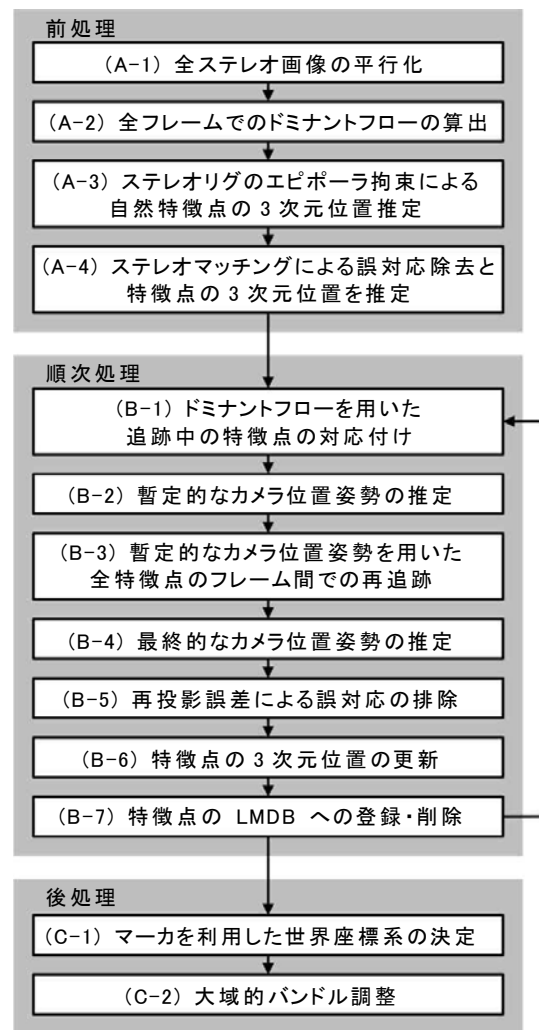 前処理
(A-1) 全ステレオ画像の平行化
(A-2) 全フレームでのドミナントフローの算出
(A-3) ステレオリグのエピポーラ拘束による
自然特徴点の3次元位置推定
(A-4) ステレオマッチングによる誤対応除去と
特徴点の3次元位置を推定
順次処理
(B-1) ドミナントフローを用いた
追跡中の特徴点の対応付け
(B-2) 暫定的なカメラ位置姿勢の推定
(B-3) 暫定的なカメラ位置姿勢を用いた
全特徴点のフレーム間での再追跡
(B-4) 最終的なカメラ位置姿勢の推定
(B-5) 再投影誤差による誤対応の排除
(B-6) 特徴点の3次元位置の更新
(B-7) 特徴点の LMDB への登録・削除
後処理
(C-1) マーカを利用した世界座標系の決定
(C-2) 大域的バンドル調整